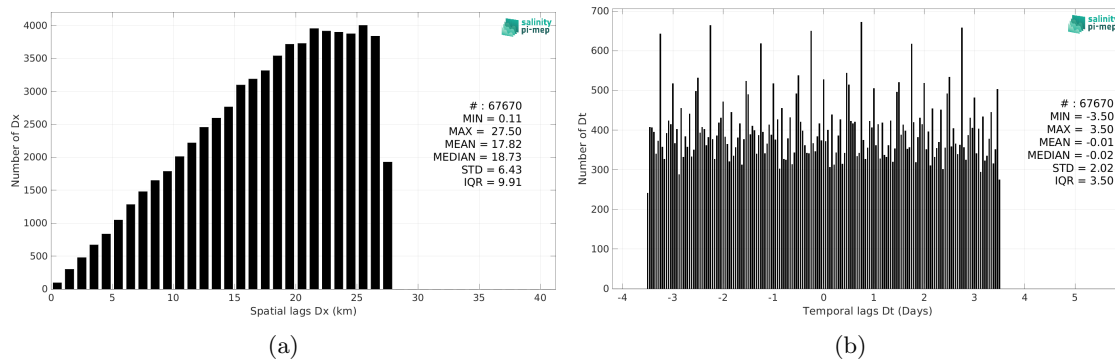 4000
3500
3000
2500
2000
1500
1000
500
0
Number of Dx
0 5 10 15 20 25 30 35 40
Spatial lags Dx (km)
salinity
pi-mep
# : 67670
MIN = 0.11
MAX = 27.50
MEAN = 17.82
MEDIAN = 18.73
STD = 6.43
IQR = 9.91
(a)
700
600
500
400
300
200
100
0
Number of Dt
-4 -3 -2 -1 0 1 2 3 4 5
Temporal lags Dt (Days)
salinity
pi-mep
# : 67670
MIN = -3.50
MAX = 3.50
MEAN = -0.01
MEDIAN = -0.02
STD = 2.02
IQR = 3.50
(b)